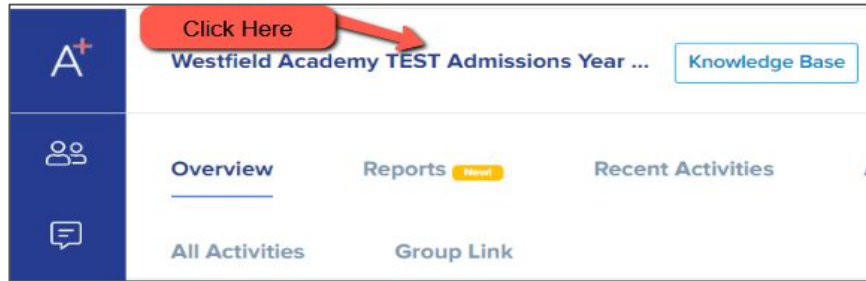 Click Here
A+
Westfield Academy TEST Admissions Year ... Knowledge Base
Overview Reports New! Recent Activities
All Activities Group Link